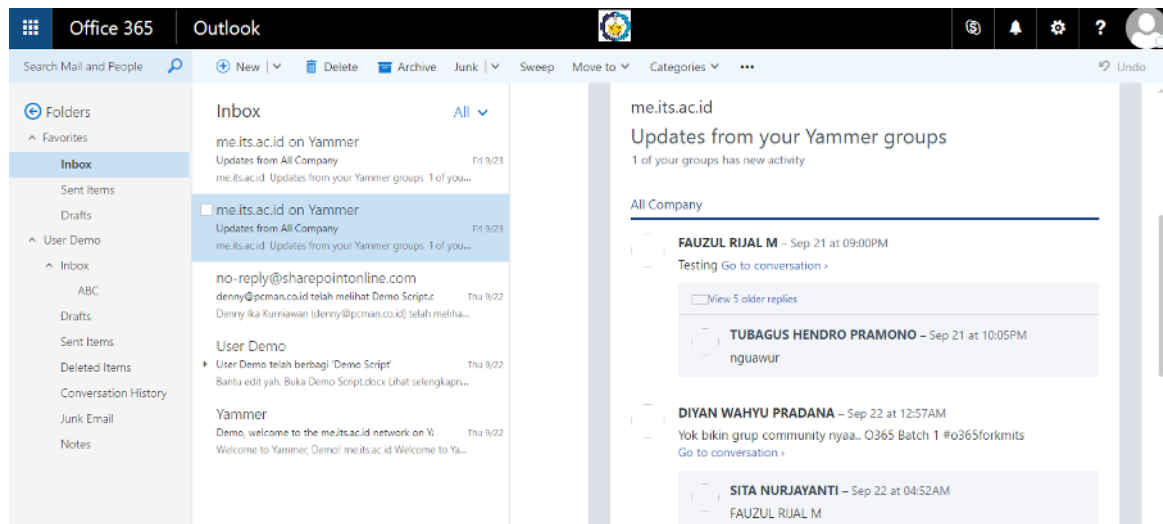 Office 365
Outlook
?
Search Mail and People
New
Delete
Archive
Junk
Sweep
Move to
Categories
•••
Undo
Folders
Favorites
Inbox
Sent Items
Drafts
User Demo
Inbox
ABC
Drafts
Sent Items
Deleted Items
Conversation History
Junk Email
Notes
Inbox
All
me.its.ac.id on Yammer
Updates from All Company Fri 9/23
me.its.ac.id Updates from your Yammer groups 1 of you...
me.its.ac.id on Yammer
Updates from All Company Fri 9/23
me.its.ac.id Updates from your Yammer groups 1 of you...
no-reply@sharepointonline.com
denny@pcman.co.id telah melihat Demo Script.c Thu 9/22
Denny Ika Kurniawan (denny@pcman.co.id) telah meliha...
User Demo
User Demo telah berbagi 'Demo Script' Thu 9/22
Bantu edit yah. Buka Demo Script.docx Lihat selengkapn...
Yammer
Demo, welcome to the me.its.ac.id network on Ya Thu 9/22
Welcome to Yammer, Demo! me.its.ac.id Welcome to Ya...
me.its.ac.id
Updates from your Yammer groups
1 of your groups has new activity
All Company
FAUZUL RIJAL M – Sep 21 at 09:00PM
Testing Go to conversation ›
View 5 older replies
TUBAGUS HENDRO PRAMONO – Sep 21 at 10:05PM
nguawur
DIYAN WAHYU PRADANA – Sep 22 at 12:57AM
Yok bikin grup community nyaa.. O365 Batch 1 #o365forkmits
Go to conversation ›
SITA NURJAYANTI – Sep 22 at 04:52AM
FAUZUL RIJAL M